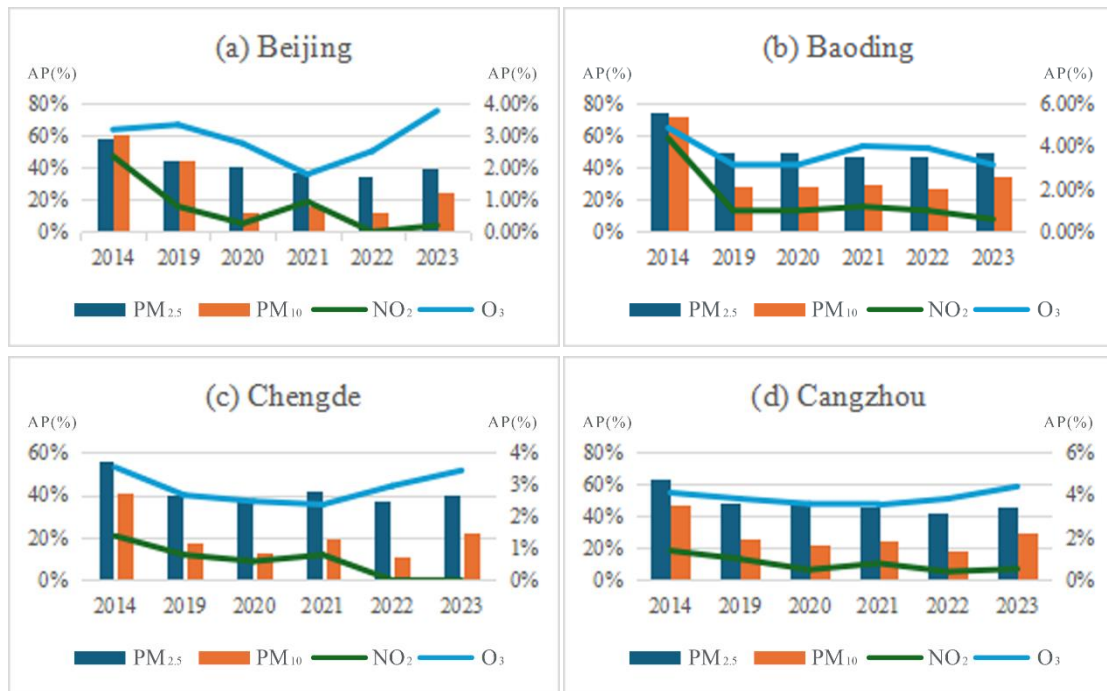 (a) Beijing
AP(%) AP(%)
80% 4.00%
60% 3.00%
40% 2.00%
20% 1.00%
0% 0.00%
2014 2019 2020 2021 2022 2023
PM2.5 PM10 NO2 O3
(b) Baoding
AP(%) AP(%)
80% 6.00%
60% 4.00%
40% 2.00%
20% 0.00%
0%
2014 2019 2020 2021 2022 2023
PM2.5 PM10 NO2 O3
(c) Chengde
AP(%) AP(%)
60% 4%
40% 3%
20% 2%
0% 1%
0%
2014 2019 2020 2021 2022 2023
PM2.5 PM10 NO2 O3
(d) Cangzhou
AP(%) AP(%)
80% 6%
60% 4%
40% 2%
20% 0%
0%
2014 2019 2020 2021 2022 2023
PM2.5 PM10 NO2 O3